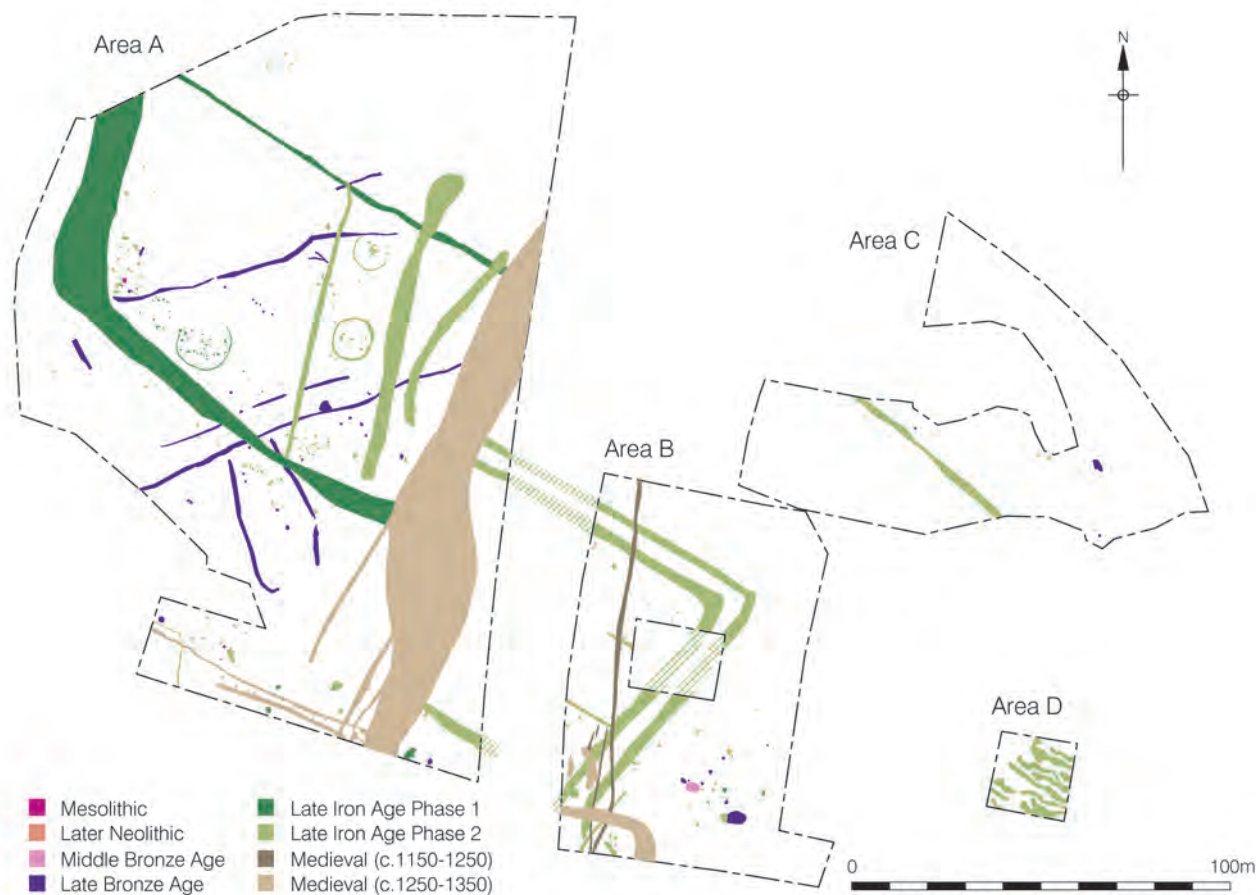 Area A
N
Area C
Area B
Area D
Mesolithic
Later Neolithic
Middle Bronze Age
Late Bronze Age
Late Iron Age Phase 1
Late Iron Age Phase 2
Medieval (c.1150-1250)
Medieval (c.1250-1350)
0 100m